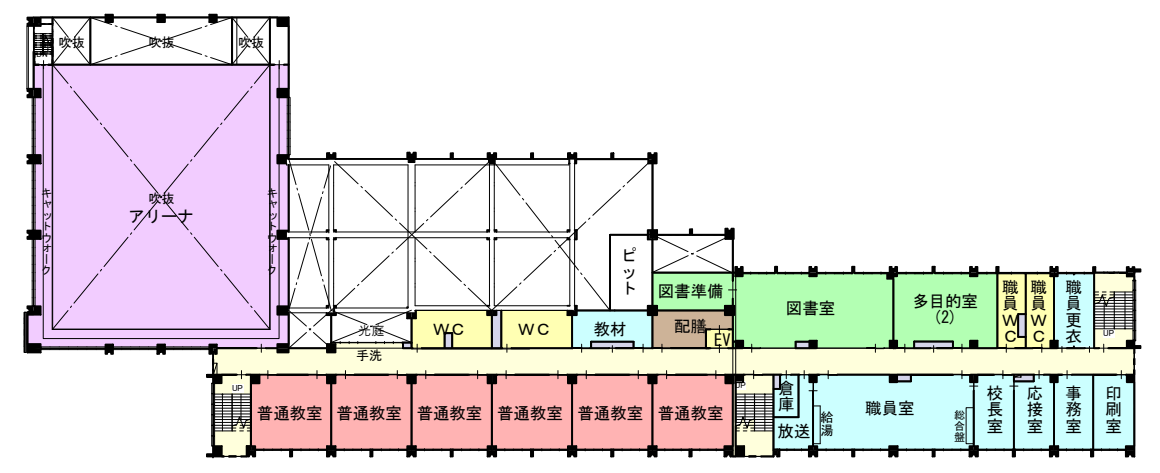 吹抜
吹抜
吹抜
吹抜
アリーナ
キャットウォーク
キャットウォーク
ピット
図書準備
図書室
多目的室
(2)
職員WC
職員WC
職員更衣
UP
光庭
WC
WC
教材
配膳
EV
手洗
UP
普通教室
普通教室
普通教室
普通教室
普通教室
普通教室
UP
倉庫
放送
給湯
職員室
総合盤
校長室
応接室
事務室
印刷室